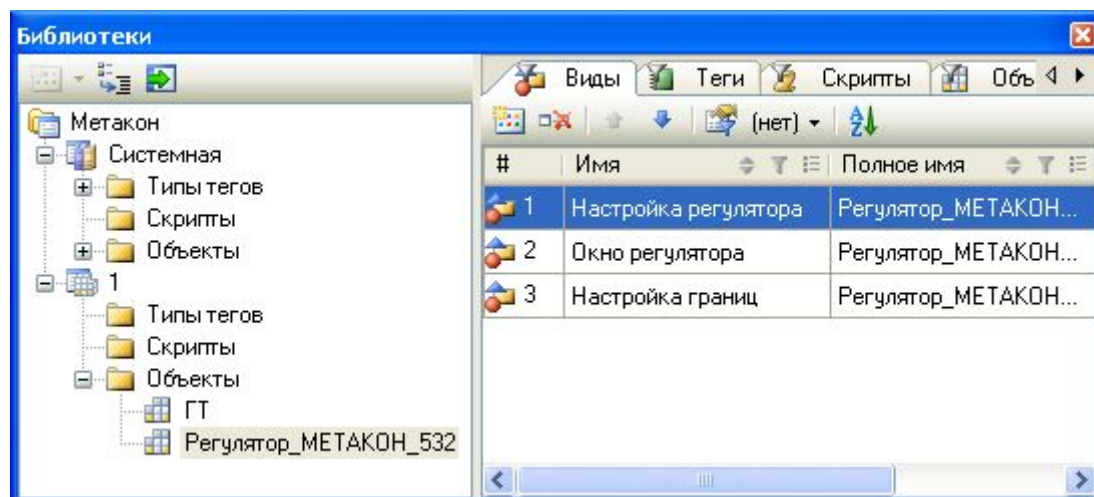 Библиотеки
Виды Теги Скрипты Объ
(нет)
Метакон
Системная
Типы тегов
Скрипты
Объекты
1
Типы тегов
Скрипты
Объекты
ГТ
Регулятор_МЕТАКОН_532
# Имя Полное имя
1 Настройка регулятора Регулятор_МЕТАКОН...
2 Окно регулятора Регулятор_МЕТАКОН...
3 Настройка границ Регулятор_МЕТАКОН...